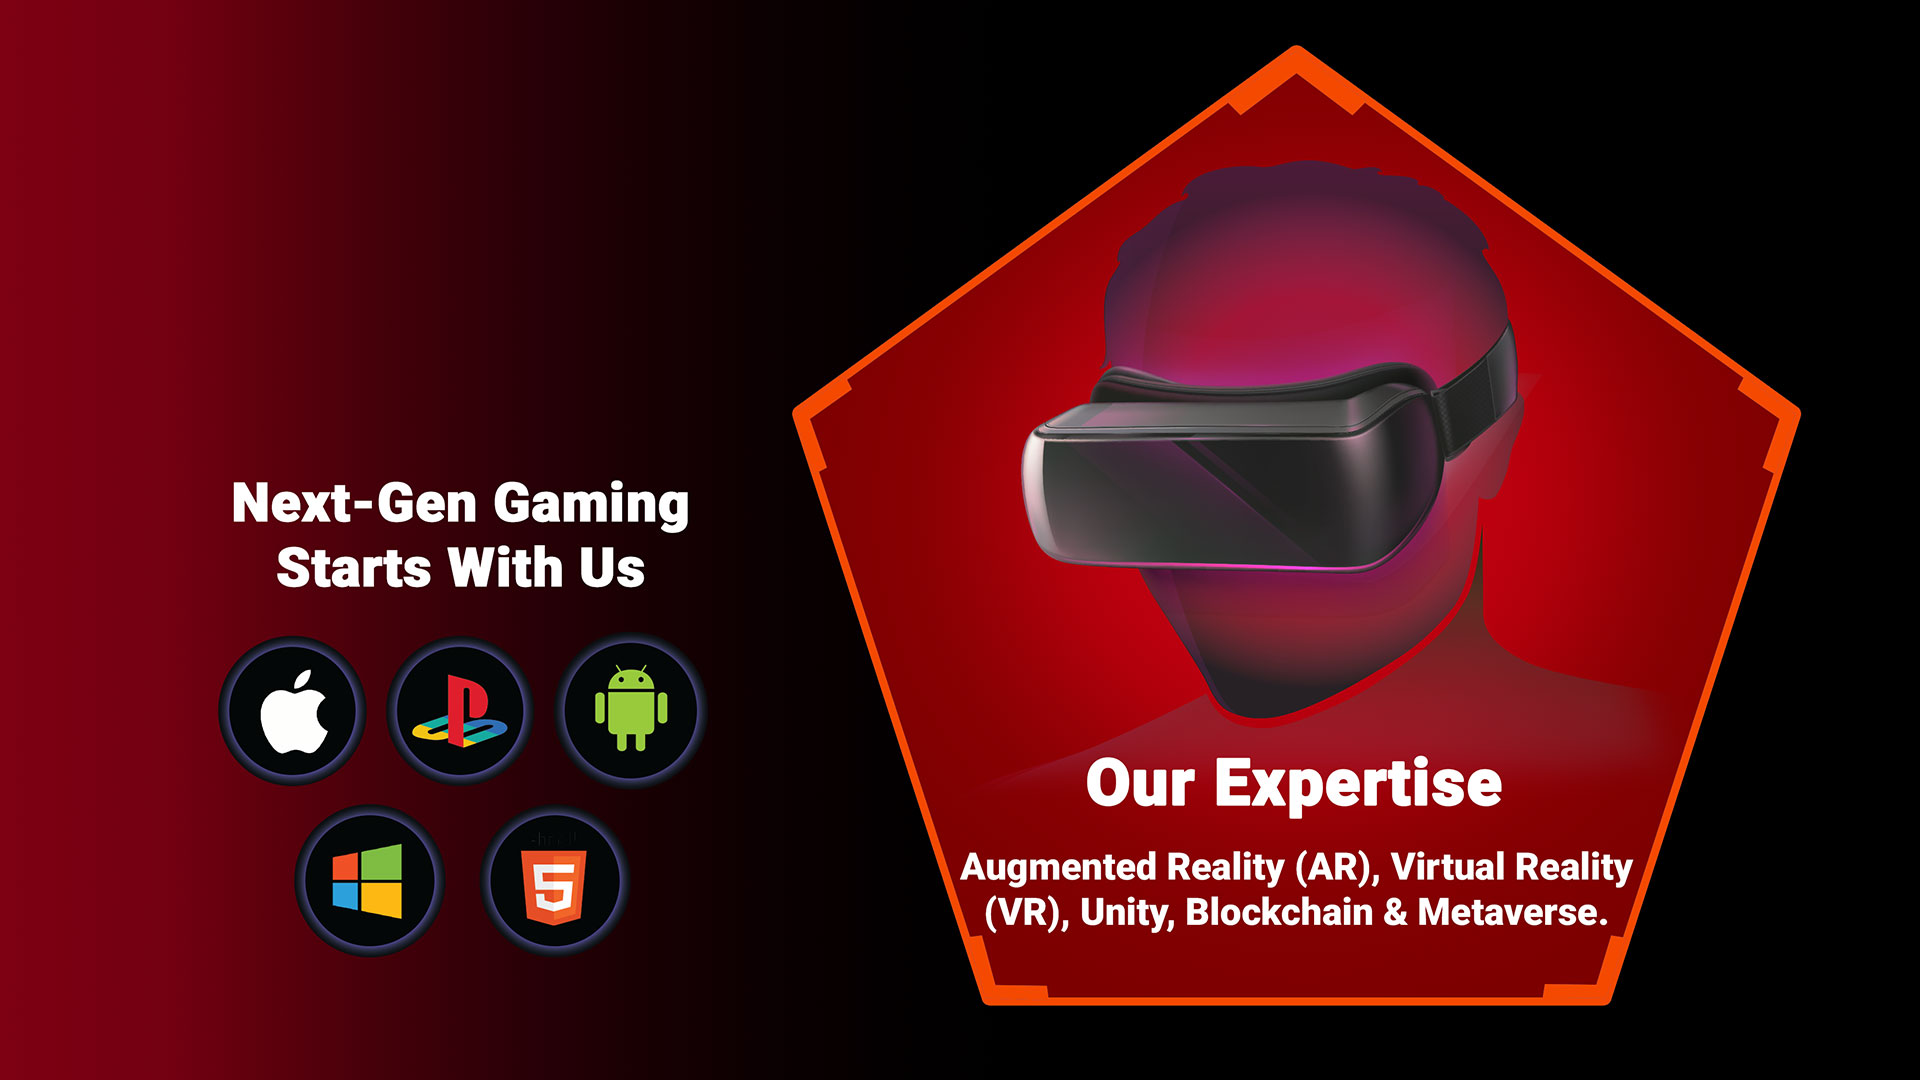 Next-Gen Gaming
Starts With Us
Our Expertise
Augmented Reality (AR), Virtual Reality
(VR), Unity, Blockchain & Metaverse.